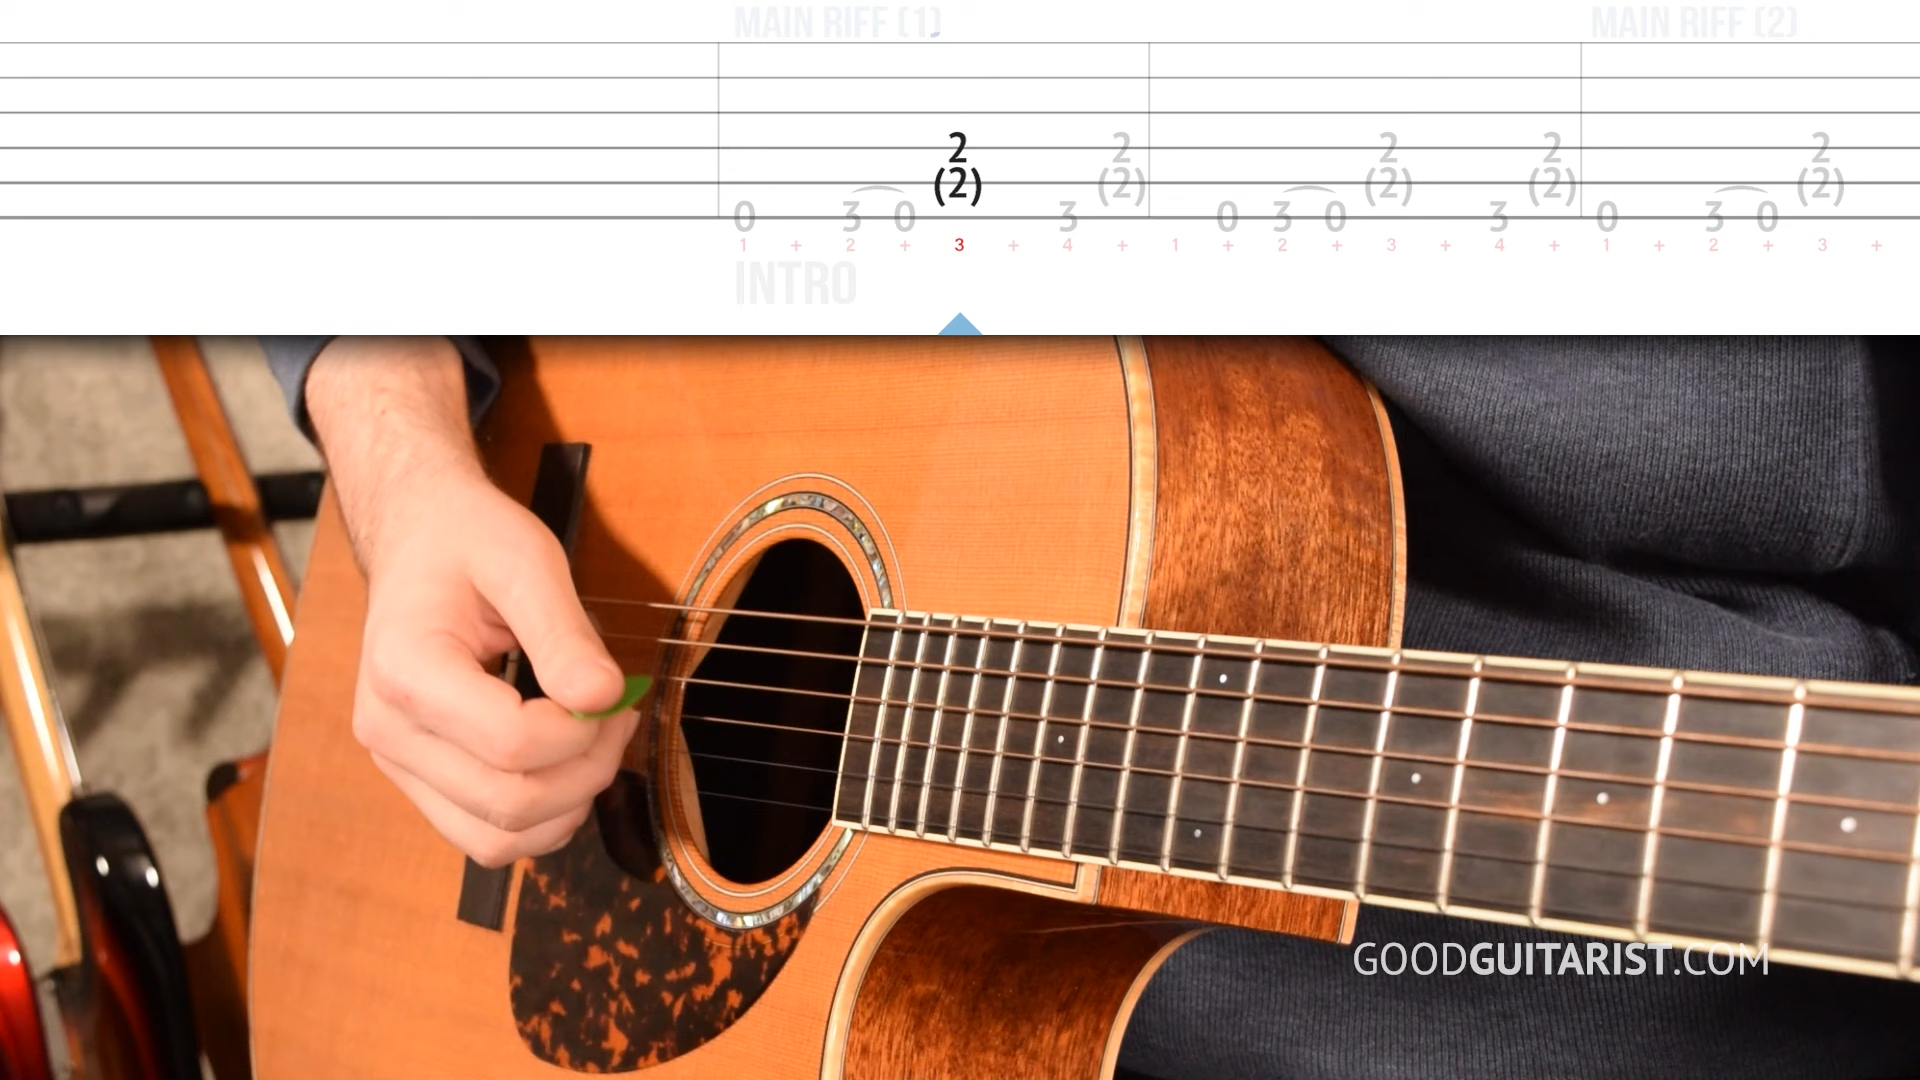 MAIN RIFF (1) MAIN RIFF (2)
2 2 2 2 2
(2) (2) (2) (2) (2)
0 3 0 3 0 3 0 3 0 3 0
1 + 2 + 3 + 4 + 1 + 2 + 3 + 4 + 1 + 2 + 3 +
INTRO
GOODGUITARIST.COM